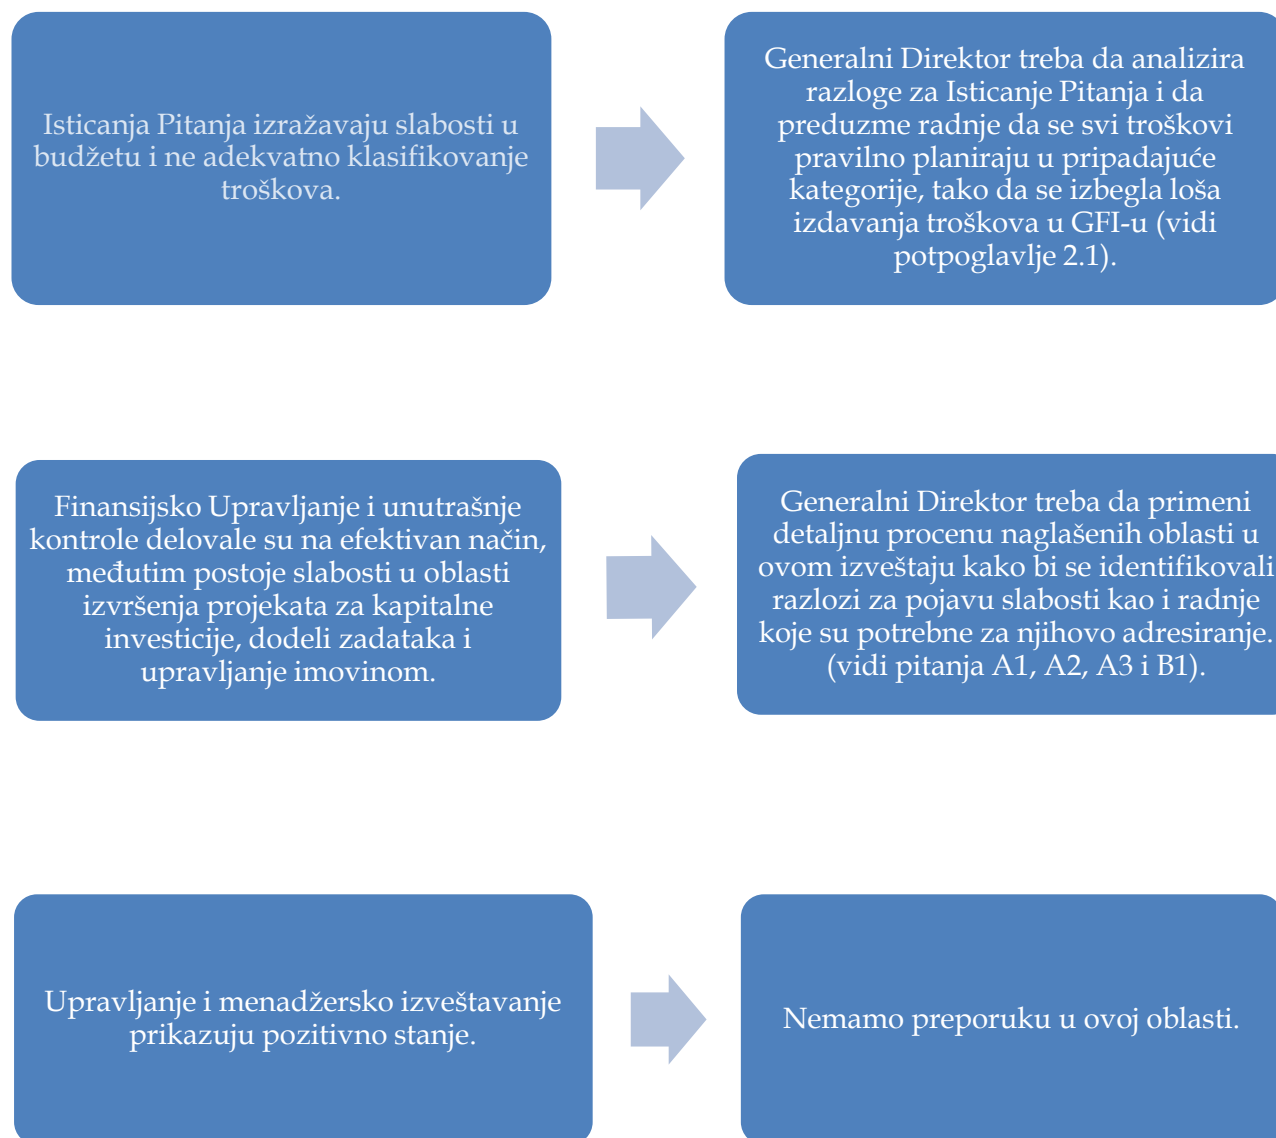 Isticanja Pitanja izražavaju slabosti u
budžetu i ne adekvatno klasifikovanje
troškova.
Generalni Direktor treba da analizira
razloge za Isticanje Pitanja i da
preduzme radnje da se svi troškovi
pravilno planiraju u pripadajuće
kategorije, tako da se izbegla loša
izdavanja troškova u GFI-u (vidi
potpoglavlje 2.1).
Finansijsko Upravljanje i unutrašnje
kontrole delovale su na efektivan način,
međutim postoje slabosti u oblasti
izvršenja projekata za kapitalne
investicije, dodeli zadataka i
upravljanje imovinom.
Generalni Direktor treba da primeni
detaljnu procenu naglašenih oblasti u
ovom izveštaju kako bi se identifikovali
razlozi za pojavu slabosti kao i radnje
koje su potrebne za njihovo adresiranje.
(vidi pitanja A1, A2, A3 i B1).
Upravljanje i menadžersko izveštavanje
prikazuju pozitivno stanje.
Nemamo preporuku u ovoj oblasti.